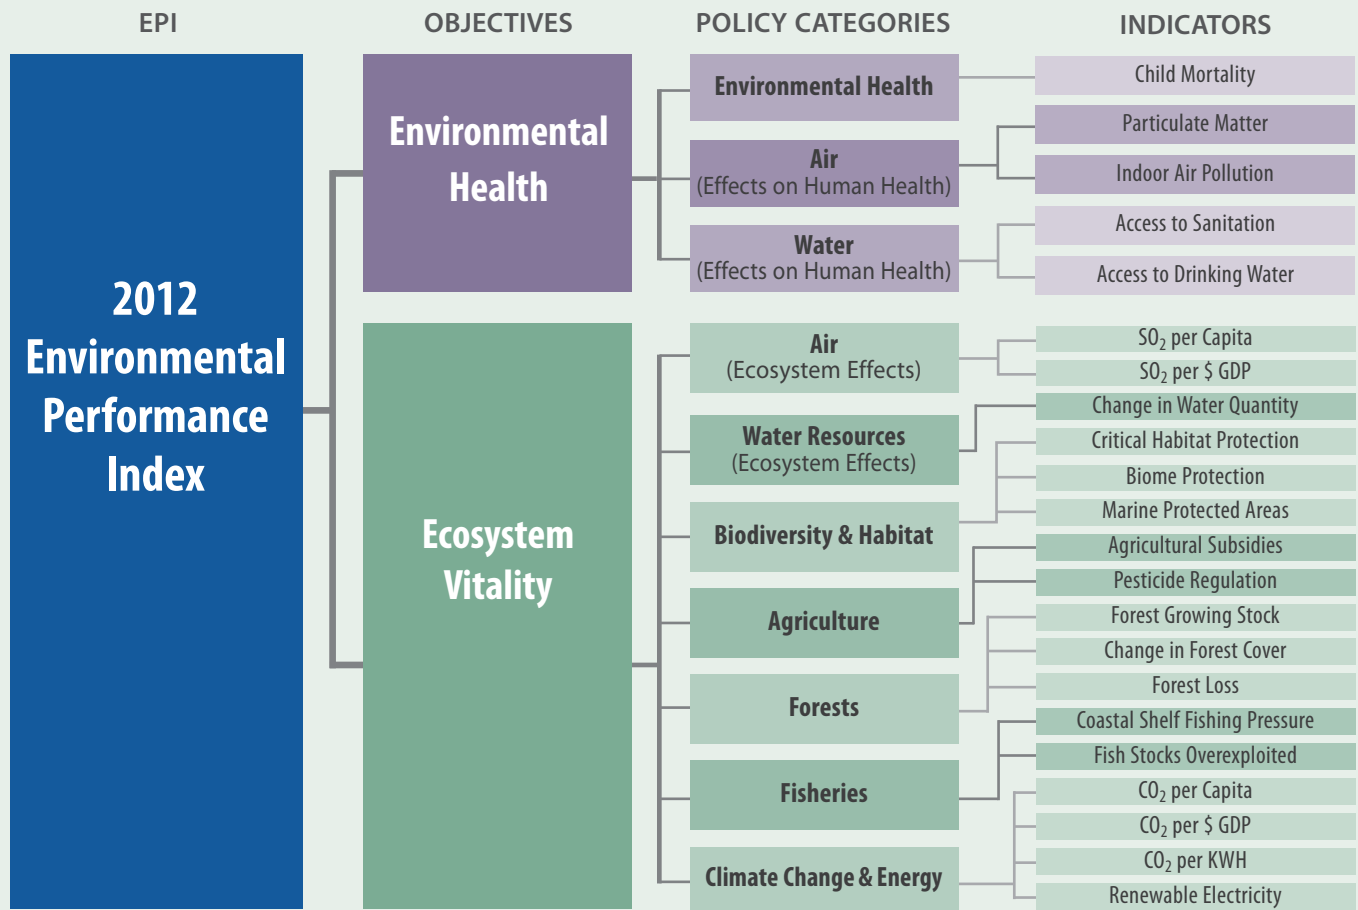 EPI
OBJECTIVES
POLICY CATEGORIES
INDICATORS
2012
Environmental
Performance
Index
Environmental
Health
Ecosystem
Vitality
Environmental Health
Air
(Effects on Human Health)
Water
(Effects on Human Health)
Air
(Ecosystem Effects)
Water Resources
(Ecosystem Effects)
Biodiversity & Habitat
Agriculture
Forests
Fisheries
Climate Change & Energy
Child Mortality
Particulate Matter
Indoor Air Pollution
Access to Sanitation
Access to Drinking Water
SO₂ per Capita
SO₂ per $ GDP
Change in Water Quantity
Critical Habitat Protection
Biome Protection
Marine Protected Areas
Agricultural Subsidies
Pesticide Regulation
Forest Growing Stock
Change in Forest Cover
Forest Loss
Coastal Shelf Fishing Pressure
Fish Stocks Overexploited
CO₂ per Capita
CO₂ per $ GDP
CO₂ per KWH
Renewable Electricity